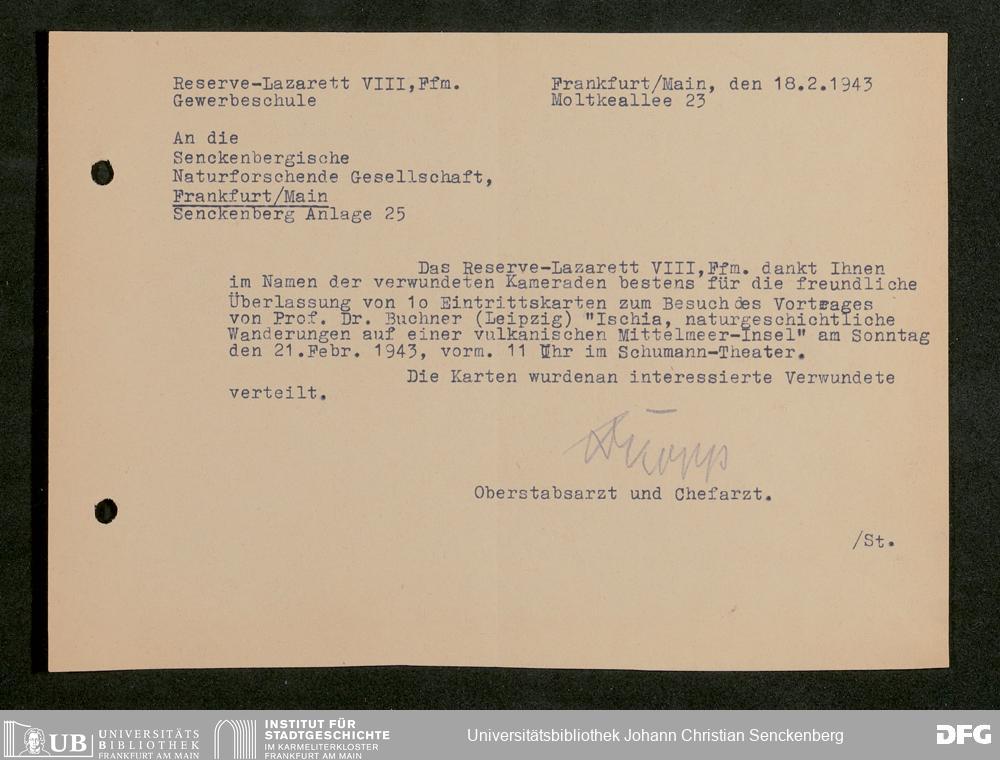 Reserve-Lazarett VIII,Ffm.
Gewerbeschule
Frankfurt/Main, den 18.2.1943
Moltkeallee 23
An die
Senckenbergische
Naturforschende Gesellschaft,
Frankfurt/Main
Senckenberg Anlage 25
Das Reserve-Lazarett VIII,Ffm. dankt Ihnen
im Namen der verwundeten Kameraden bestens für die freundliche
Überlassung von 1o Eintrittskarten zum Besuch des Vortrages
von Prof. Dr. Buchner (Leipzig) "Ischia, naturgeschichtliche
Wanderungen auf einer vulkanischen Mittelmeer-Insel" am Sonntag
den 21.Febr. 1943, vorm. 11 Uhr im Schumann-Theater.
Die Karten wurdenan interessierte Verwundete
verteilt.
Oberstabsarzt und Chefarzt.
/St.
UB UNIVERSITÄTS
BIBLIOTHEK
FRANKFURT AM MAIN
INSTITUT FÜR
STADTGESCHICHTE
IM KARMELITERKLOSTER
FRANKFURT AM MAIN
Universitätsbibliothek Johann Christian Senckenberg
DFG